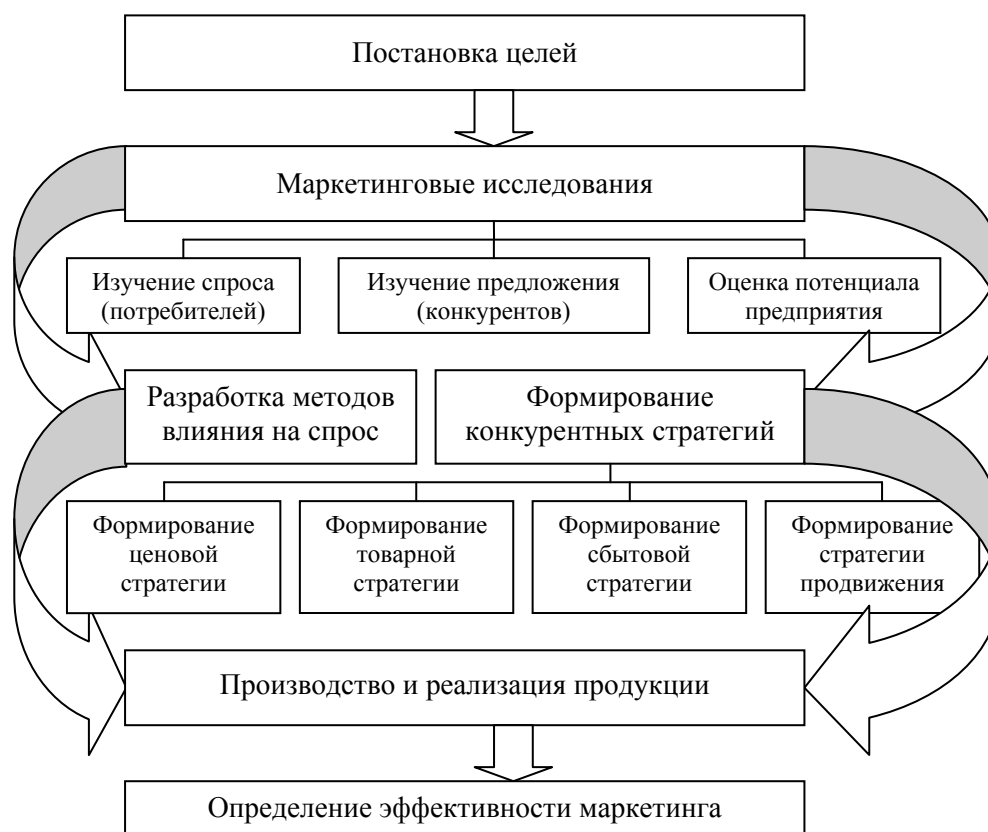 Постановка целей
Маркетинговые исследования
Изучение спроса
(потребителей)
Изучение предложения
(конкурентов)
Оценка потенциала
предприятия
Разработка методов
влияния на спрос
Формирование
конкурентных стратегий
Формирование
ценовой
стратегии
Формирование
товарной
стратегии
Формирование
сбытовой
стратегии
Формирование
стратегии
продвижения
Производство и реализация продукции
Определение эффективности маркетинга